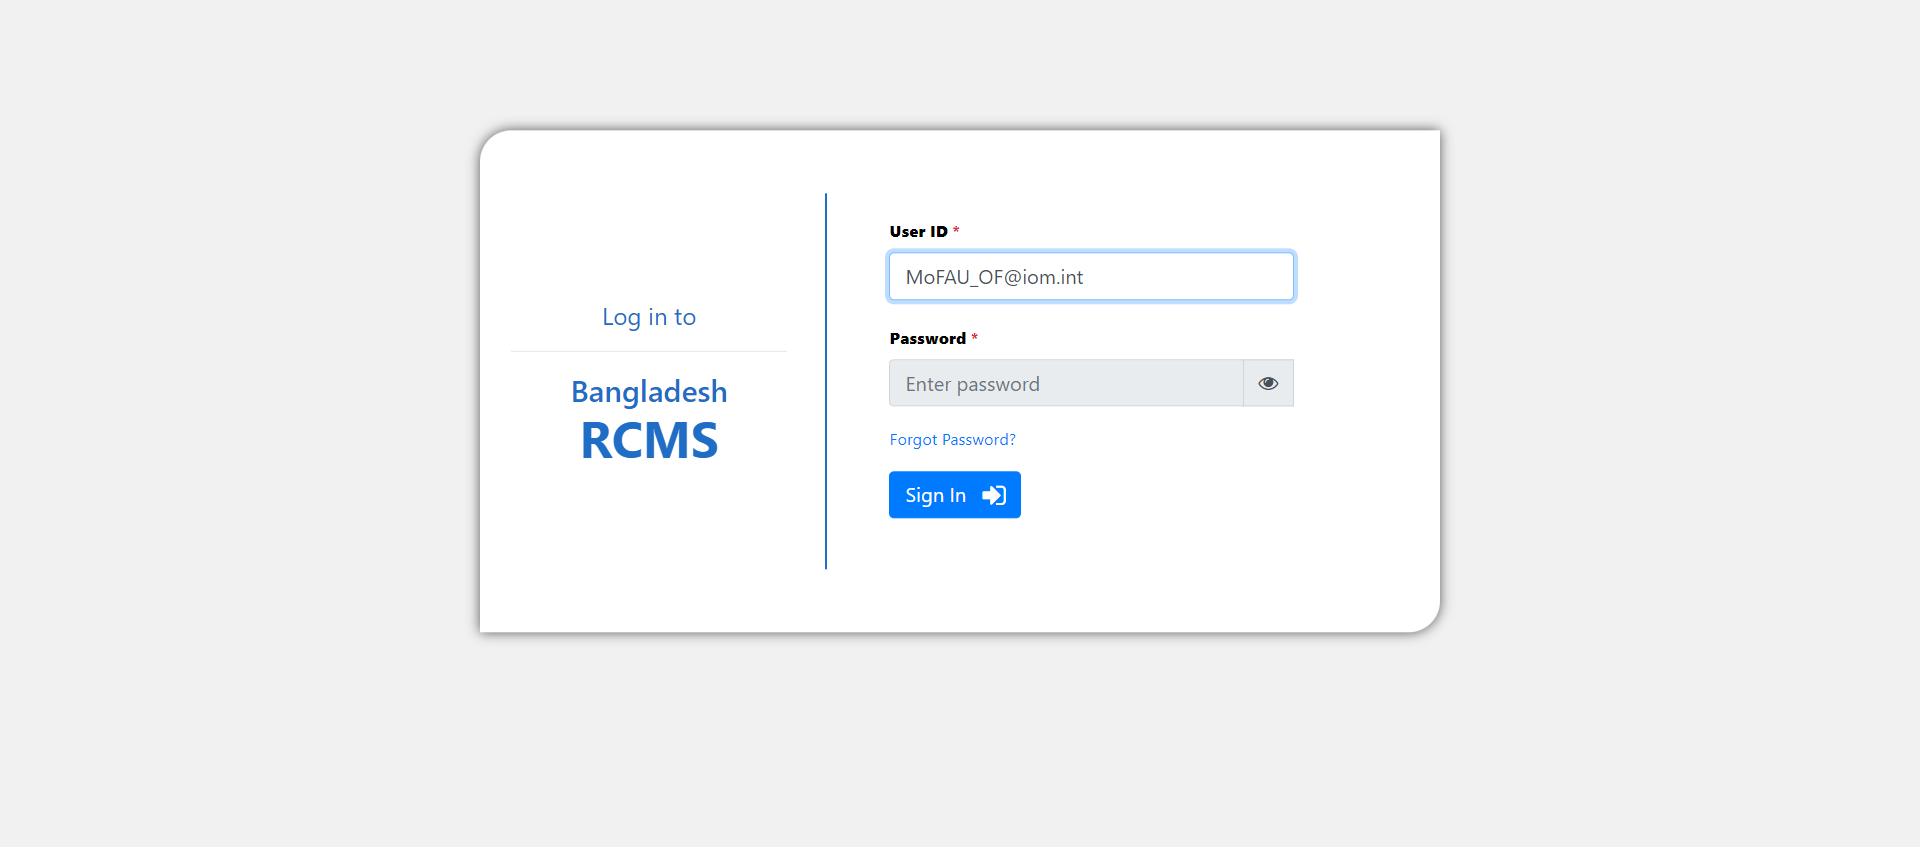 Log in to
Bangladesh
RCMS
User ID *
MoFAU_OF@iom.int
Password *
Enter password
Forgot Password?
Sign In